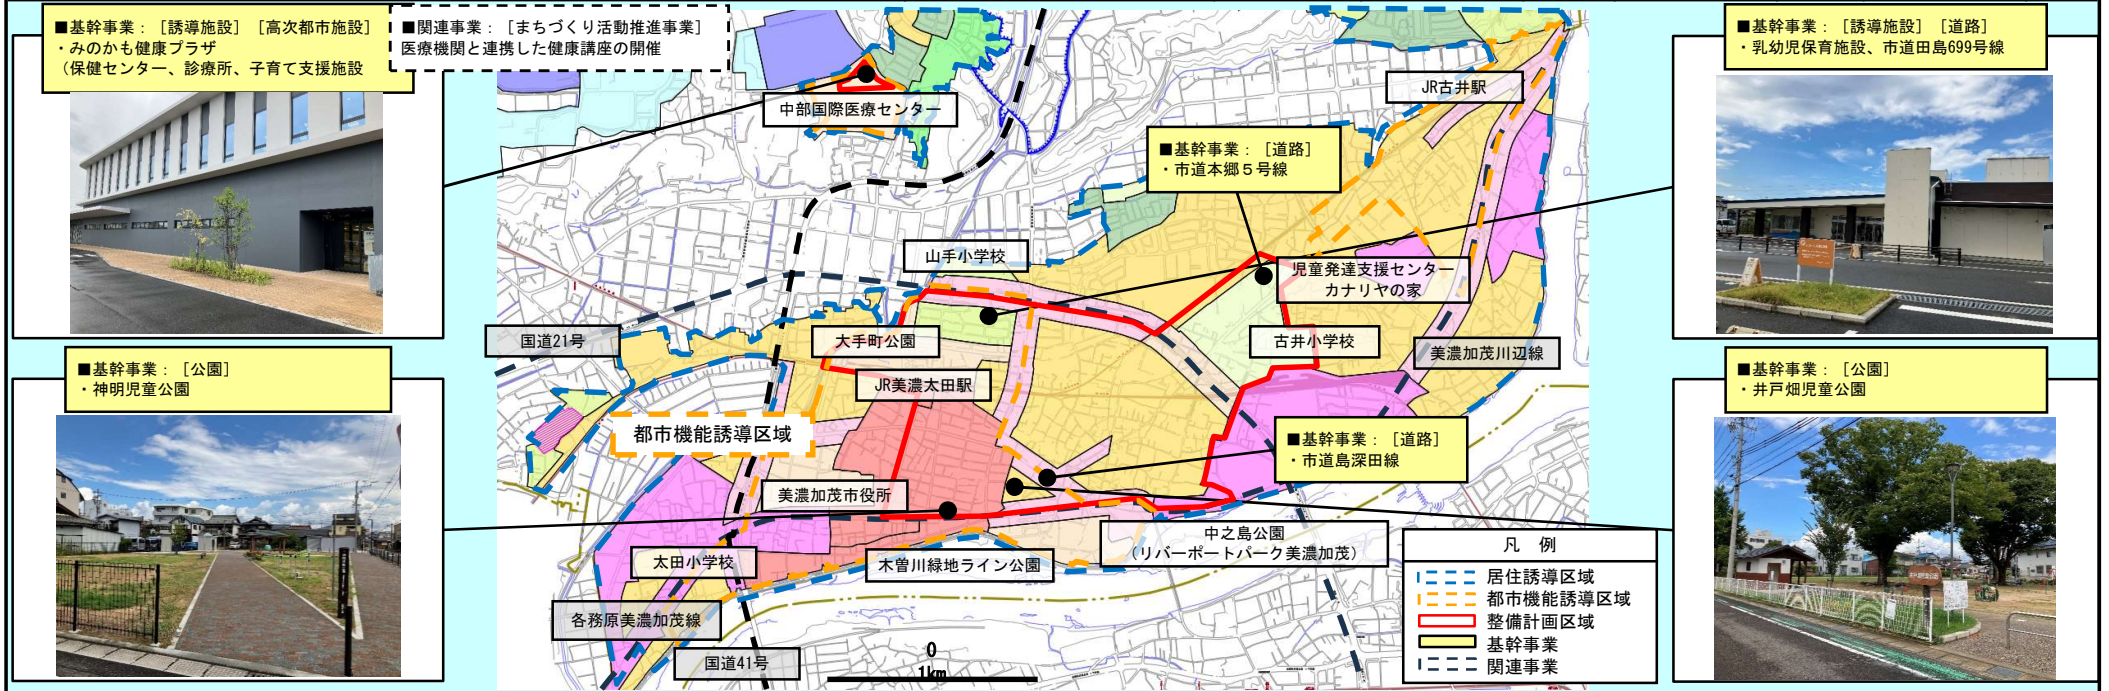 ■基幹事業：［誘導施設］［高次都市施設］
・みのかも健康プラザ
（保健センター、診療所、子育て支援施設
■関連事業：［まちづくり活動推進事業］
医療機関と連携した健康講座の開催
■基幹事業：［誘導施設］［道路］
・乳幼児保育施設、市道田島699号線
中部国際医療センター
JR古井駅
■基幹事業：［道路］
・市道本郷５号線
山手小学校
児童発達支援センター
カナリヤの家
国道21号
大手町公園
古井小学校
美濃加茂川辺線
■基幹事業：［公園］
・神明児童公園
JR美濃太田駅
■基幹事業：［公園］
・井戸畑児童公園
都市機能誘導区域
■基幹事業：［道路］
・市道島深田線
美濃加茂市役所
中之島公園
（リバーポートパーク美濃加茂）
太田小学校
木曽川緑地ライン公園
各務原美濃加茂線
国道41号
0
1km
凡　例
居住誘導区域
都市機能誘導区域
整備計画区域
基幹事業
関連事業